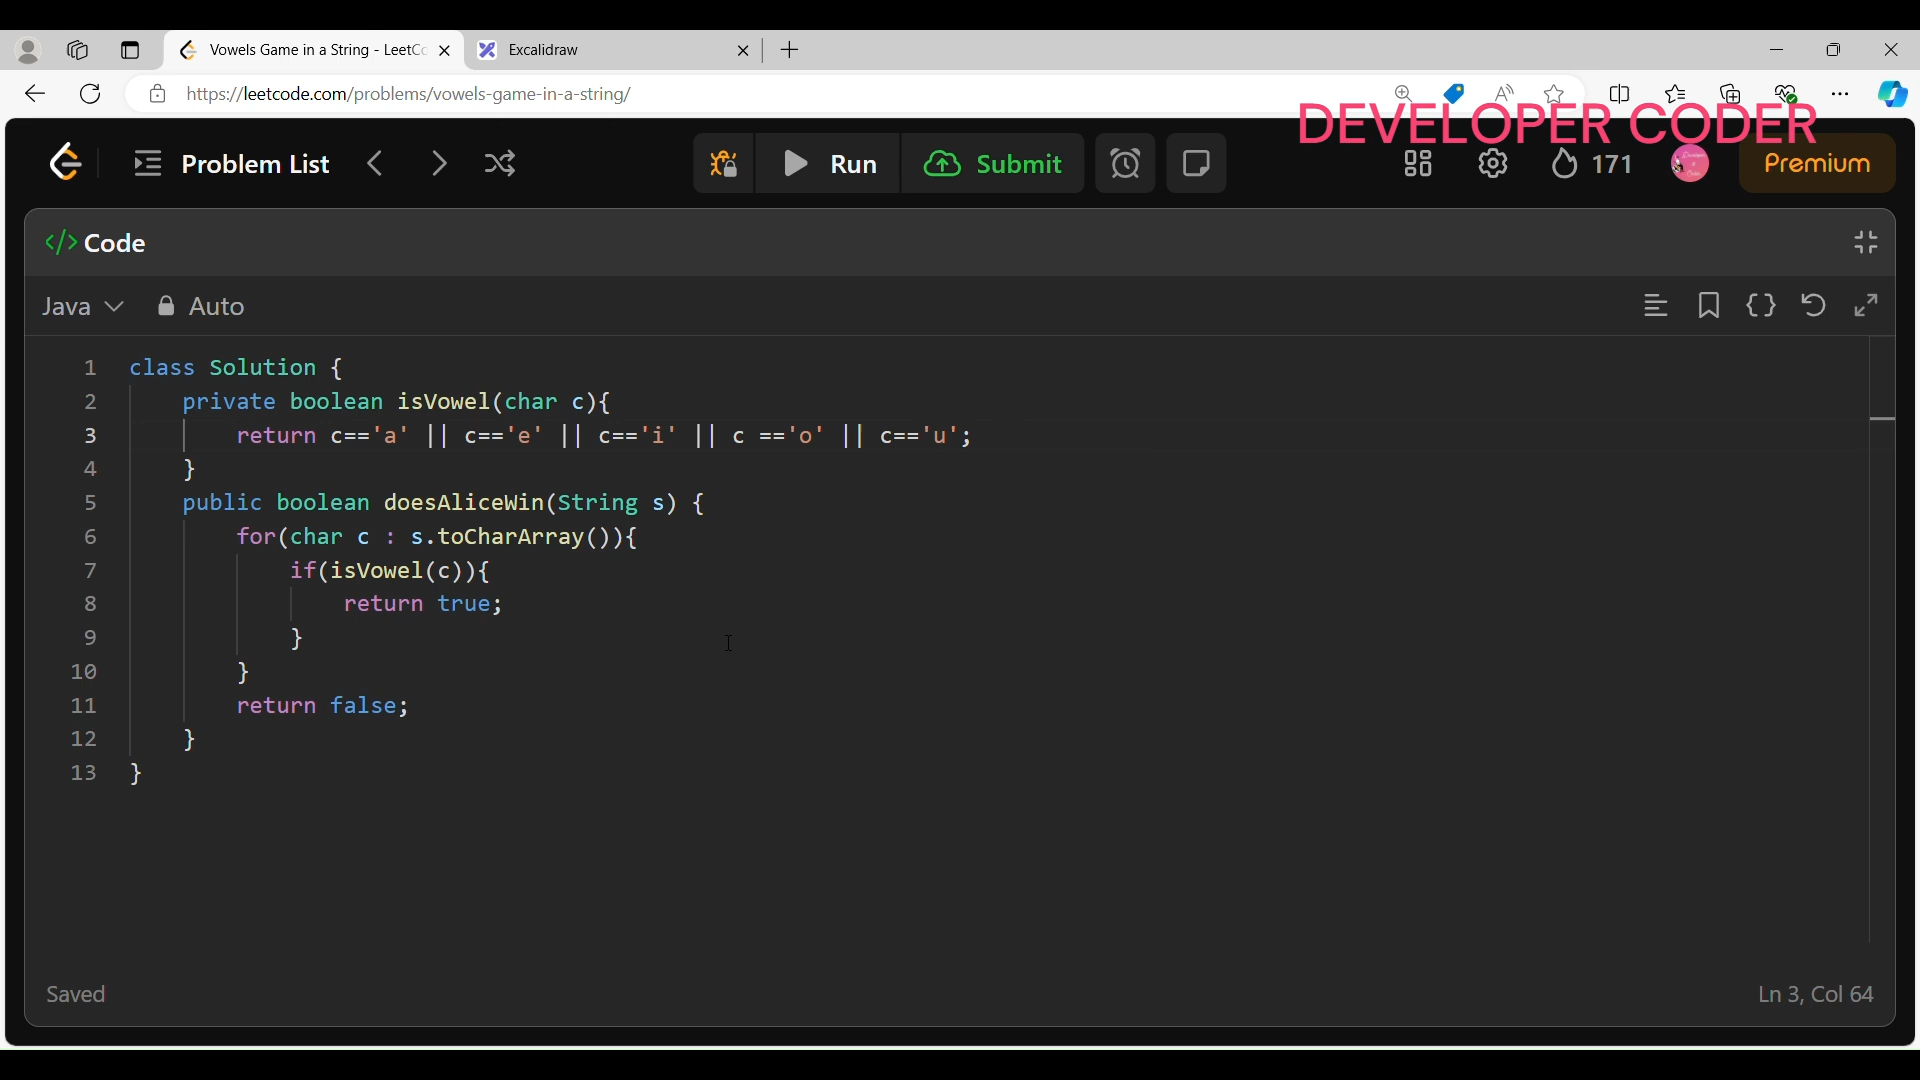 Vowels Game in a String - LeetCo
Excalidraw
https://leetcode.com/problems/vowels-game-in-a-string/
DEVELOPER CODER
Problem List
Run
Submit
171
Premium
</> Code
Java
Auto
1 class Solution {
2 private boolean isVowel(char c){
3 return c=='a' || c=='e' || c=='i' || c =='o' || c=='u';
4 }
5 public boolean doesAliceWin(String s) {
6 for(char c : s.toCharArray()){
7 if(isVowel(c)){
8 return true;
9 }
10 }
11 return false;
12 }
13 }
Saved
Ln 3, Col 64